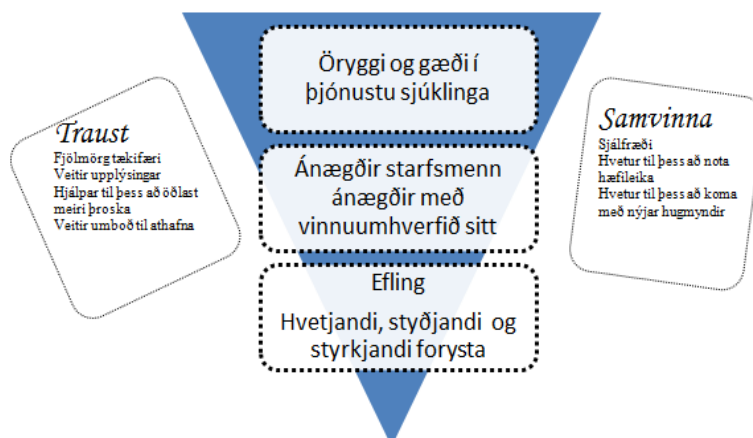 Öryggi og gæði í
þjónustu sjúklinga
Traust
Fjölmörg tækifæri
Veitir upplýsingar
Hjálpar til þess að öðlast
meiri þroska
Veitir umboð til athafna
Ánægðir starfsmenn
ánægðir með
vinnuumhverfið sitt
Samvinna
Sjálfræði
Hvetur til þess að nota
hæfileika
Hvetur til þess að koma
með nýjar hugmyndir
Efling
Hvetjandi, styðjandi og
styrkjandi forysta